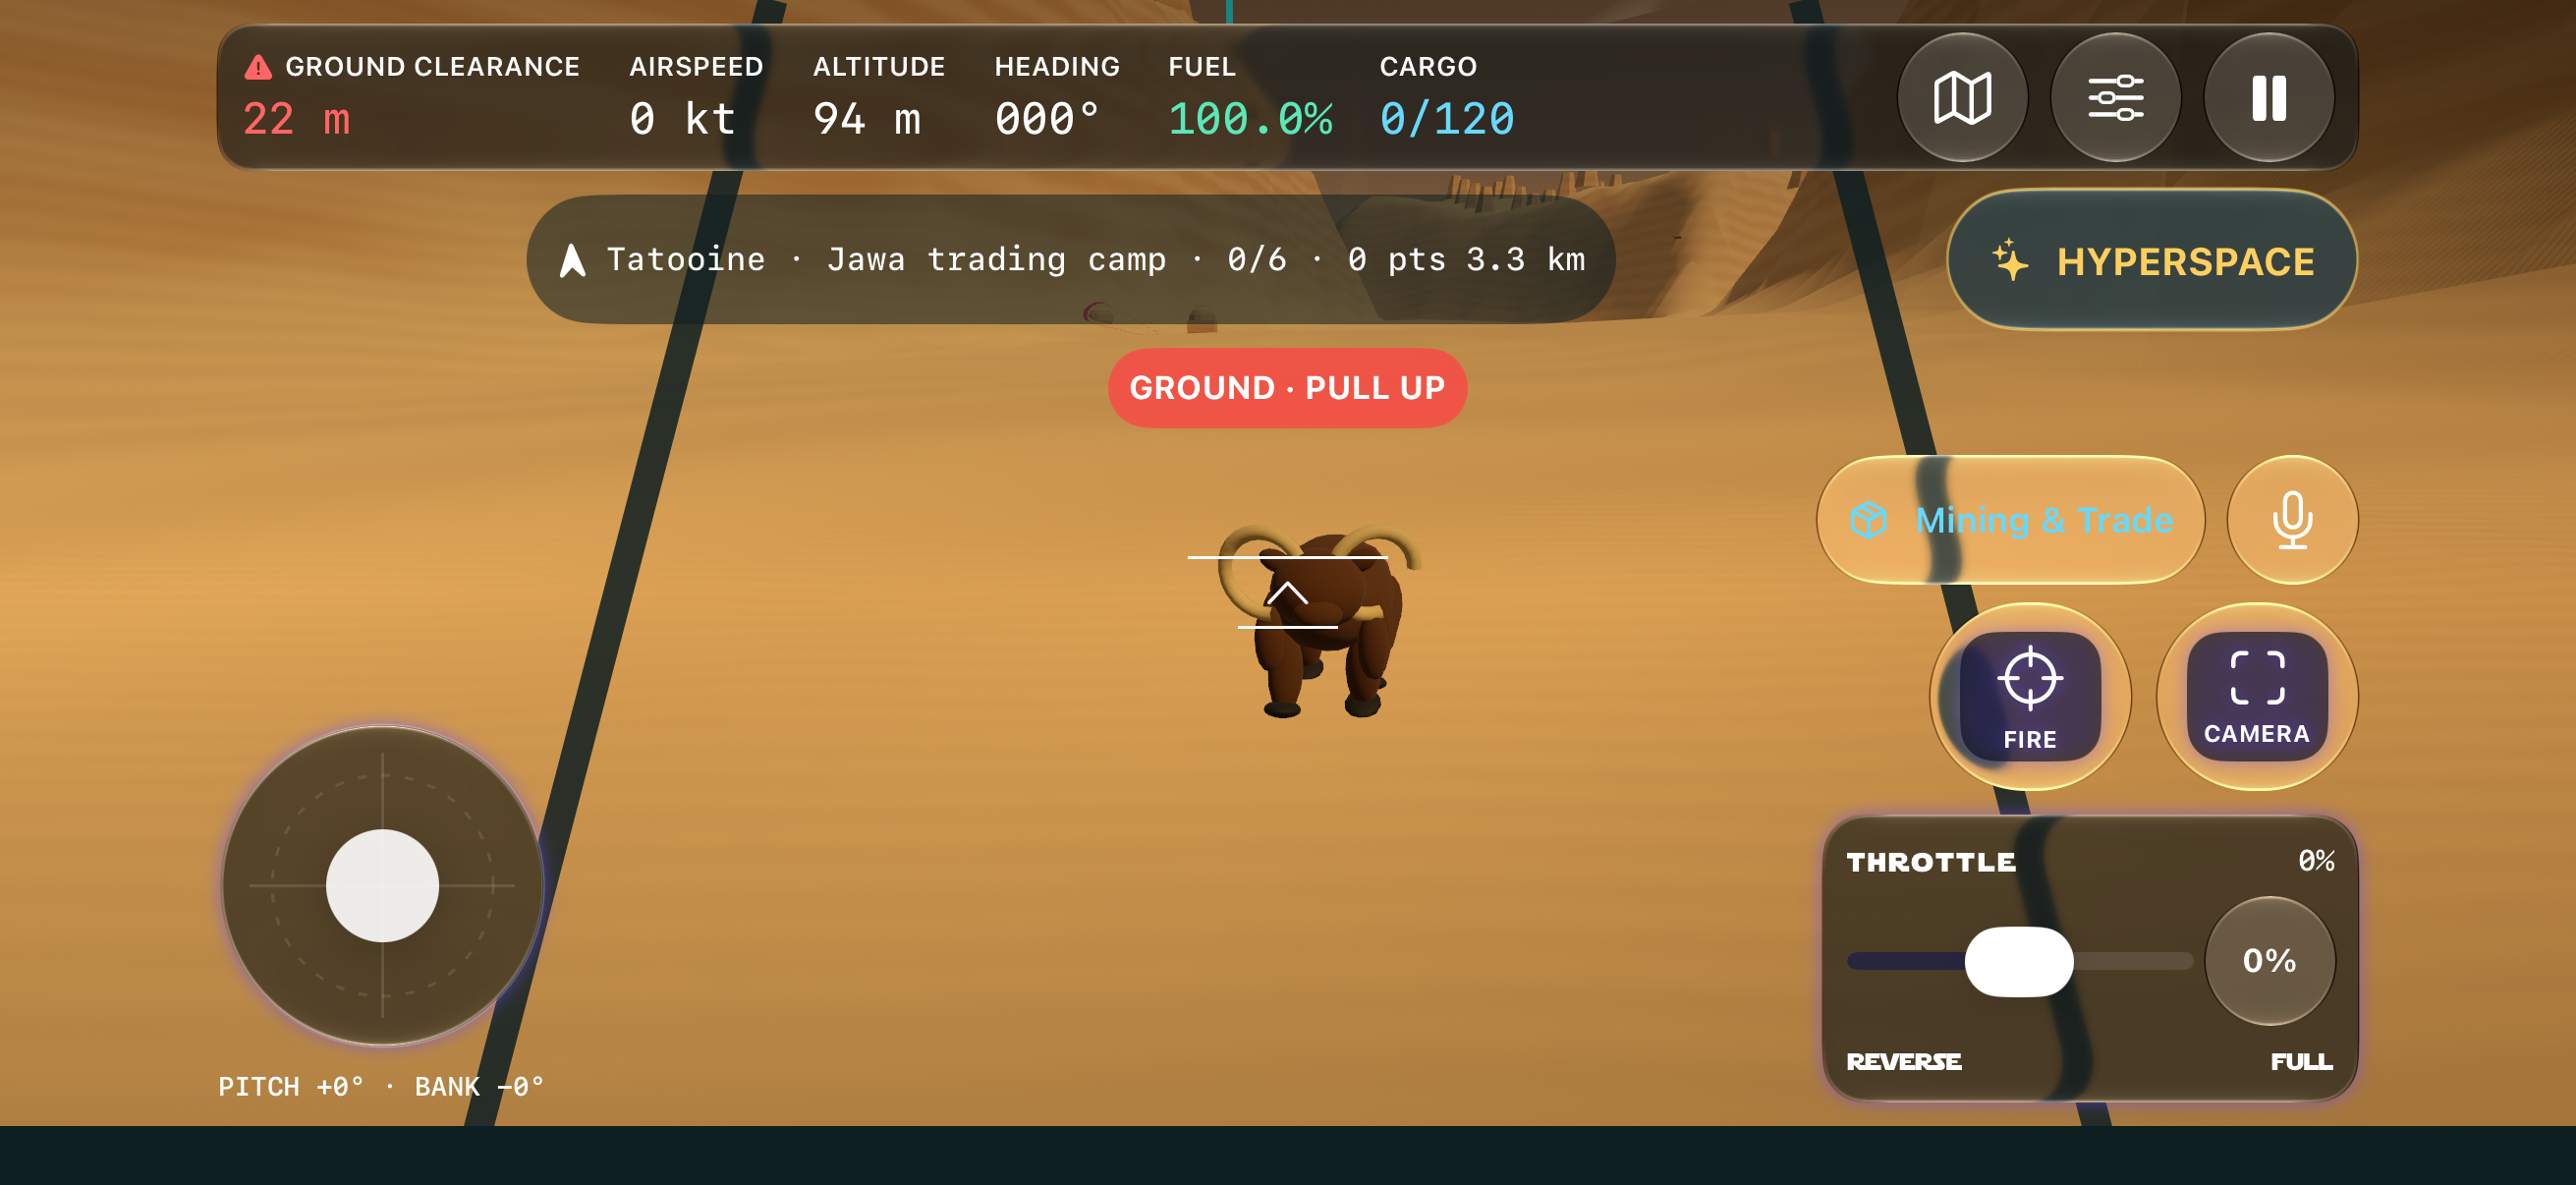 GROUND CLEARANCE AIRSPEED ALTITUDE HEADING FUEL CARGO
22 m 0 kt 94 m 000° 100.0% 0/120
Tatooine · Jawa trading camp · 0/6 · 0 pts 3.3 km
HYPERSPACE
GROUND · PULL UP
Mining & Trade
FIRE
CAMERA
THROTTLE 0%
0%
REVERSE FULL
PITCH +0° · BANK −0°